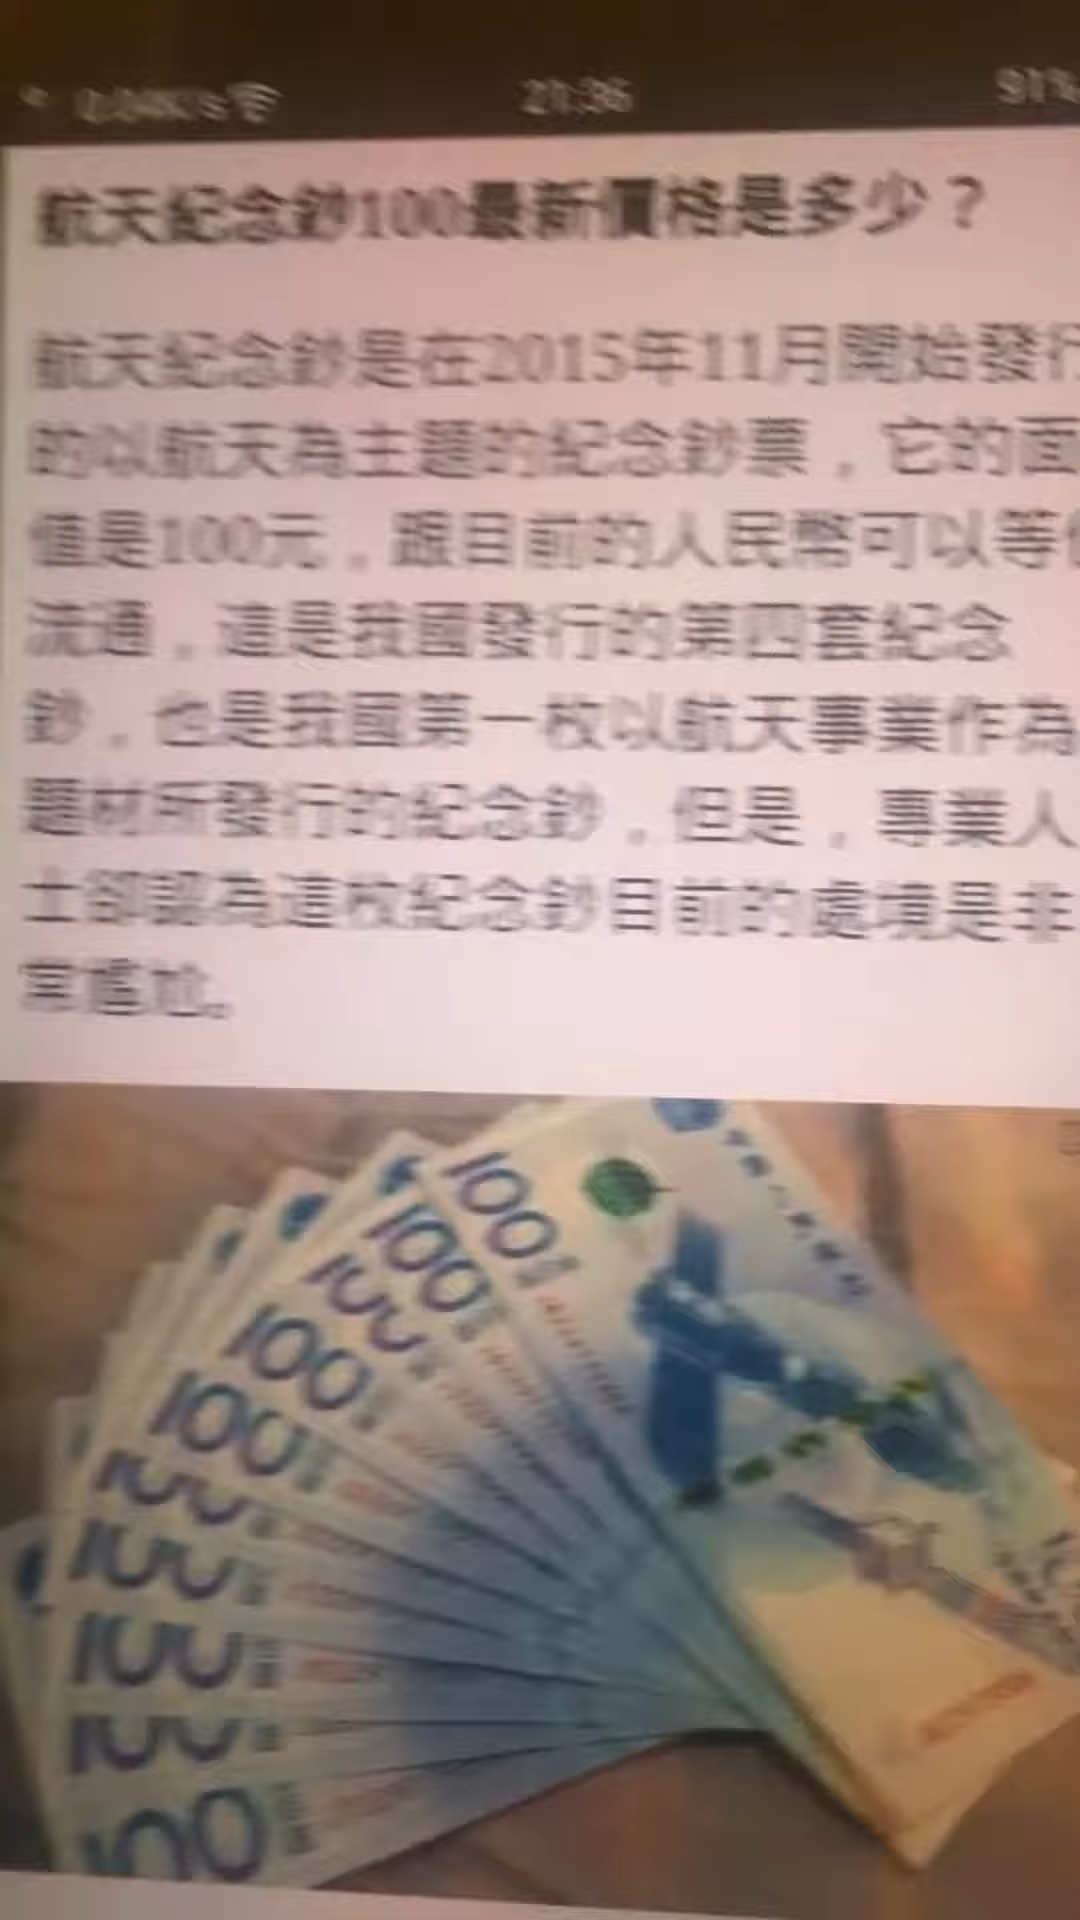 21:36
91%
航天紀念鈔100最新價格是多少？
航天紀念鈔是在2015年11月開始發行
的以航天為主題的紀念鈔票，它的面
值是100元，跟目前的人民幣可以等
流通，這是我國發行的第四套紀念
鈔，也是我國第一枚以航天事業作為
題材所發行的紀念鈔，但是，專業人
士卻認為這枚紀念鈔目前的處境是非
常尷尬。
100
100
100
100
100
100
100
100
100